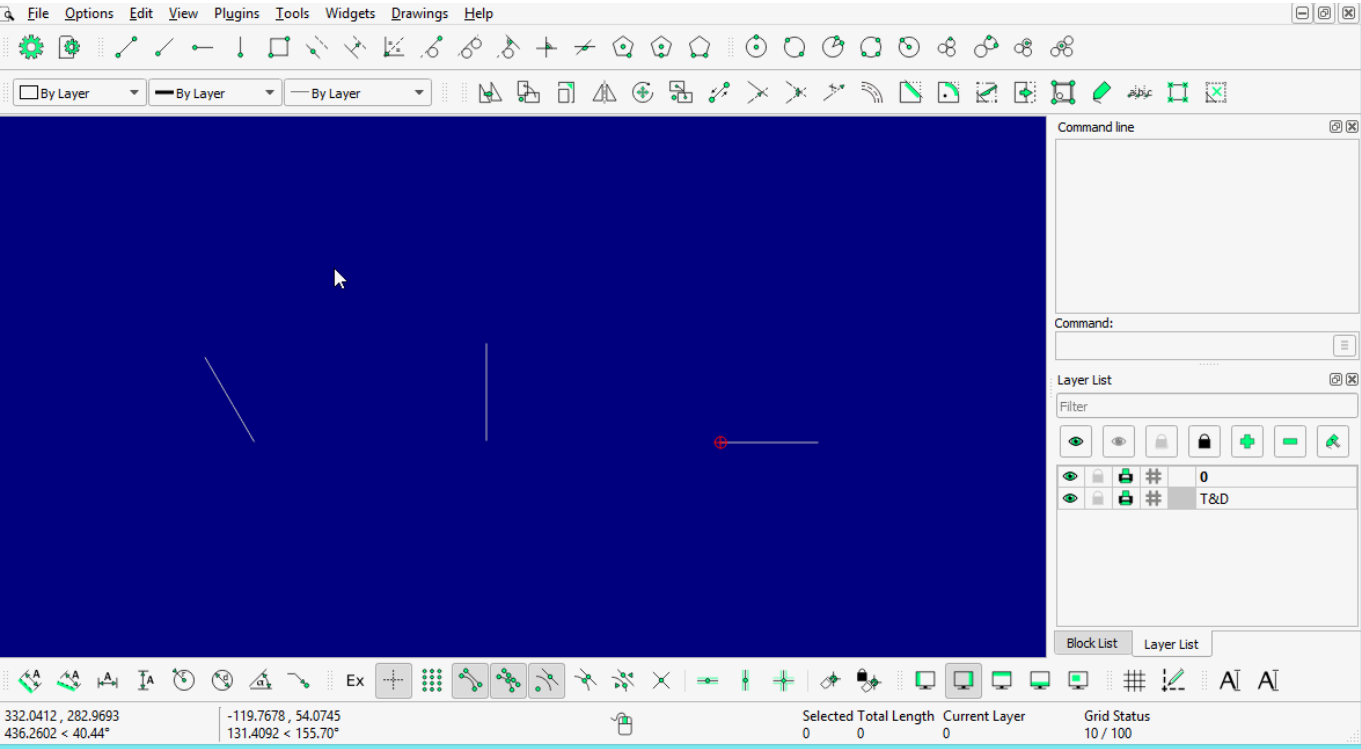 File Options Edit View Plugins Tools Widgets Drawings Help
By Layer By Layer By Layer abc
Command line
Command:
Layer List
Filter
0
T&D
Block List Layer List
A A A A r d α Ex A A
332.0412 , 282.9693 -119.7678 , 54.0745 Selected Total Length Current Layer Grid Status
436.2602 < 40.44° 131.4092 < 155.70° 0 0 0 10 / 100